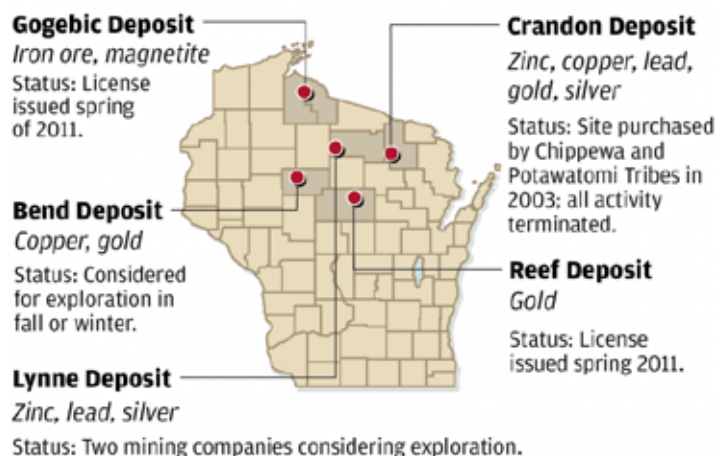 Gogebic Deposit
Iron ore, magnetite
Status: License
issued spring
of 2011.
Crandon Deposit
Zinc, copper, lead,
gold, silver
Status: Site purchased
by Chippewa and
Potawatomi Tribes in
2003; all activity
terminated.
Bend Deposit
Copper, gold
Status: Considered
for exploration in
fall or winter.
Reef Deposit
Gold
Status: License
issued spring 2011.
Lynne Deposit
Zinc, lead, silver
Status: Two mining companies considering exploration.